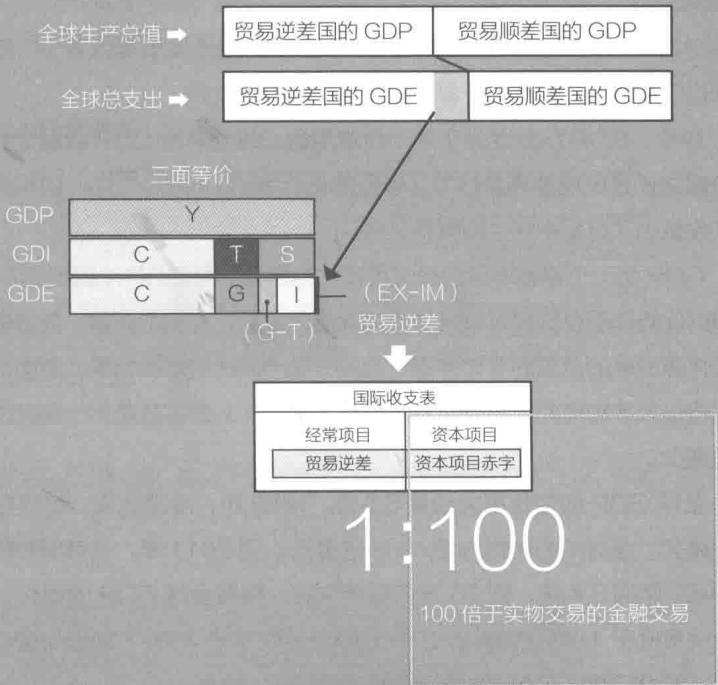 全球生产总值➡ 贸易逆差国的 GDP 贸易顺差国的 GDP
全球总支出➡ 贸易逆差国的 GDE 贸易顺差国的 GDE
三面等价
GDP Y
GDI C T S
GDE C G I (EX-IM)
(G-T) 贸易逆差
国际收支表
经常项目 资本项目
贸易逆差 资本项目赤字
1:100
100 倍于实物交易的金融交易